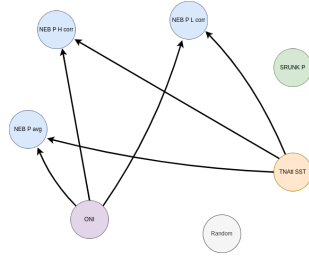 NEB P L corr
NEB P H corr
SRUNK P
NEB P avg
TNAtl SST
ONI
Random